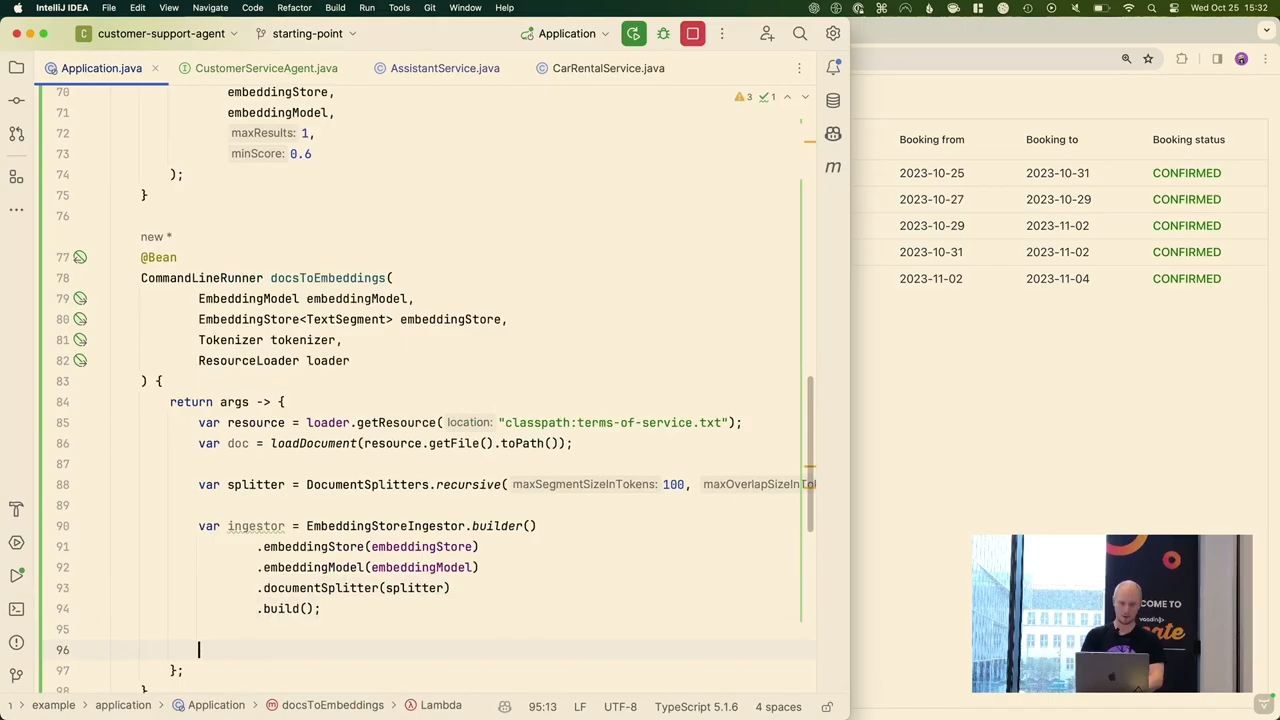 IntelliJ IDEA File Edit View Navigate Code Refactor Build Run Tools Git Window Help Wed Oct 25 15:32
C customer-support-agent starting-point Application
Application.java CustomerServiceAgent.java AssistantService.java CarRentalService.java
70 embeddingStore,
71 embeddingModel,
72 maxResults: 1,
73 minScore: 0.6
74 );
75 }
76
new *
77 @Bean
78 CommandLineRunner docsToEmbeddings(
79 EmbeddingModel embeddingModel,
80 EmbeddingStore<TextSegment> embeddingStore,
81 Tokenizer tokenizer,
82 ResourceLoader loader
83 ) {
84 return args -> {
85 var resource = loader.getResource( location: "classpath:terms-of-service.txt");
86 var doc = loadDocument(resource.getFile().toPath());
87
88 var splitter = DocumentSplitters.recursive( maxSegmentSizeInTokens: 100, maxOverlapSizeInTok
89
90 var ingestor = EmbeddingStoreIngestor.builder()
91 .embeddingStore(embeddingStore)
92 .embeddingModel(embeddingModel)
93 .documentSplitter(splitter)
94 .build();
95
96
97 };
98 }
3 1
example application Application docsToEmbeddings Lambda 95:13 LF UTF-8 TypeScript 5.1.6 4 spaces
Booking from Booking to Booking status
2023-10-25 2023-10-31 CONFIRMED
2023-10-27 2023-10-29 CONFIRMED
2023-10-29 2023-11-02 CONFIRMED
2023-10-31 2023-11-02 CONFIRMED
2023-11-02 2023-11-04 CONFIRMED
COME TO